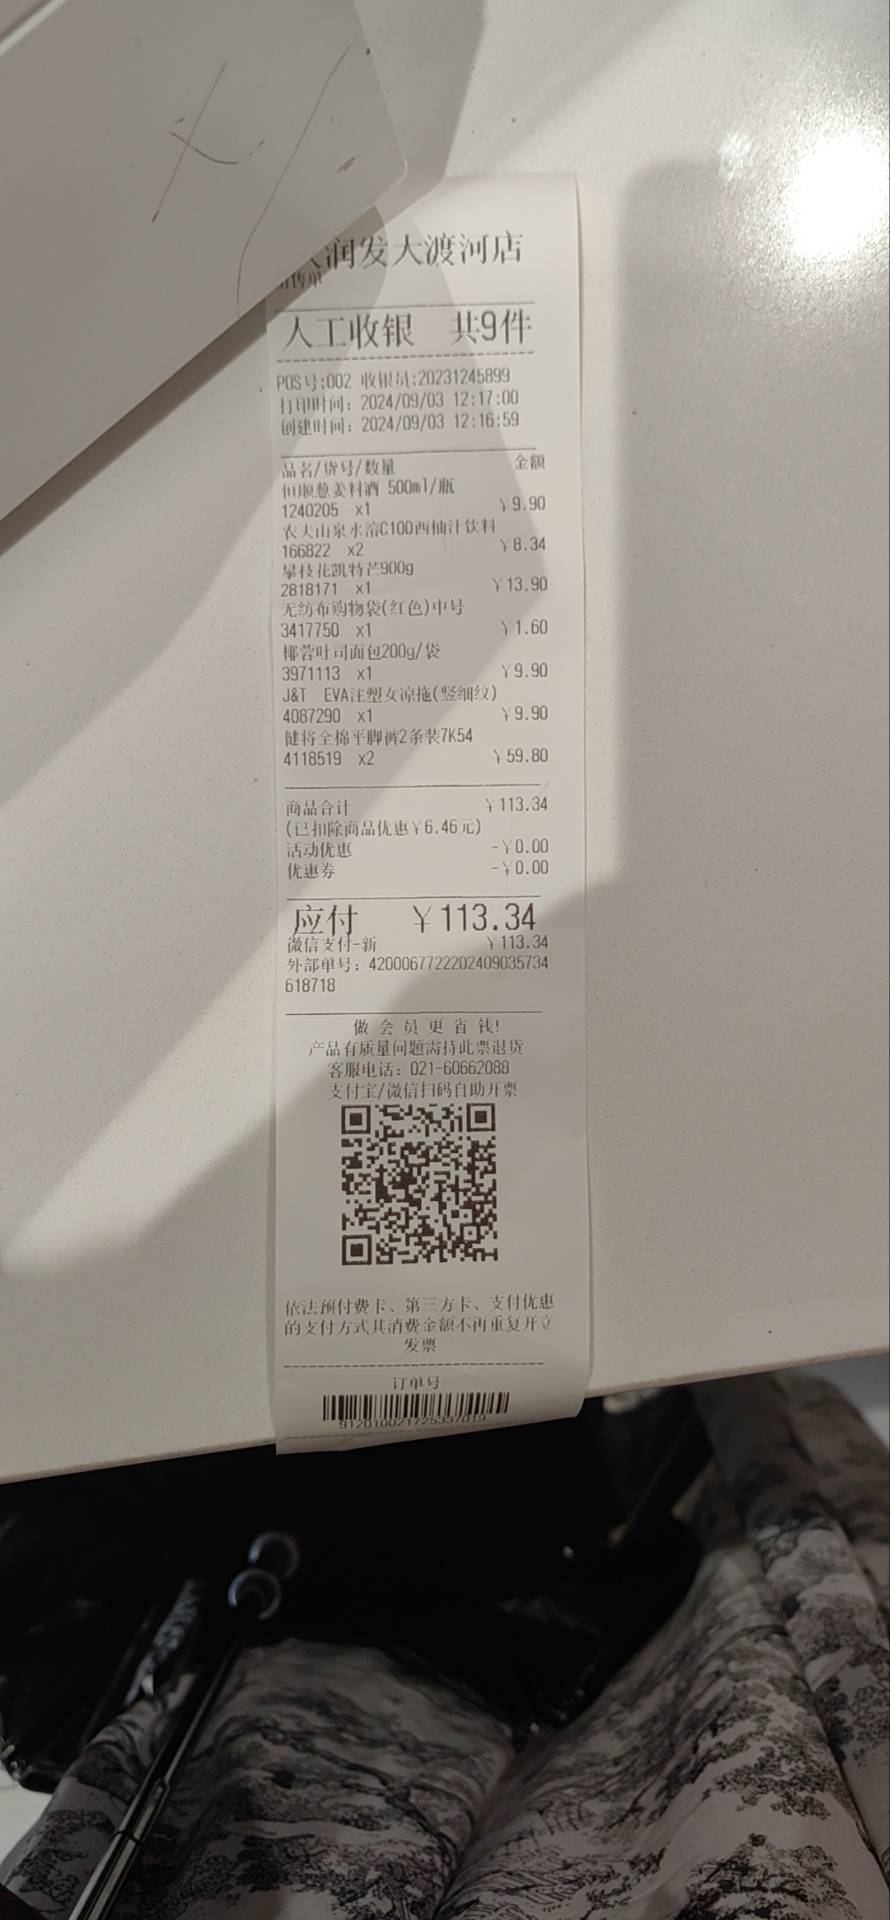 润发大渡河店
人工收银 共9件
POS号:002 收银员:20231245899
打印时间: 2024/09/03 12:17:00
创建时间: 2024/09/03 12:16:59
品名/货号/数量 金额
恒顺葱姜料酒 500ml/瓶
1240205 x1 ￥9.90
农夫山泉水溶C100西柚汁饮料
166822 x2 ￥8.34
攀枝花凯特芒900g
2818171 x1 ￥13.90
无纺布购物袋(红色)中号
3417750 x1 ￥1.60
椰蓉吐司面包200g/袋
3971113 x1 ￥9.90
J&T EVA注塑女凉拖(竖细纹)
4087290 x1 ￥9.90
健将全棉平脚裤2条装7K54
4118519 x2 ￥59.80
商品合计 ￥113.34
(已扣除商品优惠￥6.46元)
活动优惠 -￥0.00
优惠券 -￥0.00
应付 ￥113.34
微信支付-新 ￥113.34
外部单号: 4200067722202409035734
618718
做会员更省钱!
产品有质量问题需持此票退货
客服电话: 021-60662088
支付宝/微信扫码自助开票
依法预付费卡、第三方卡、支付优惠
的支付方式其消费金额不再重复开立
发票
订单号